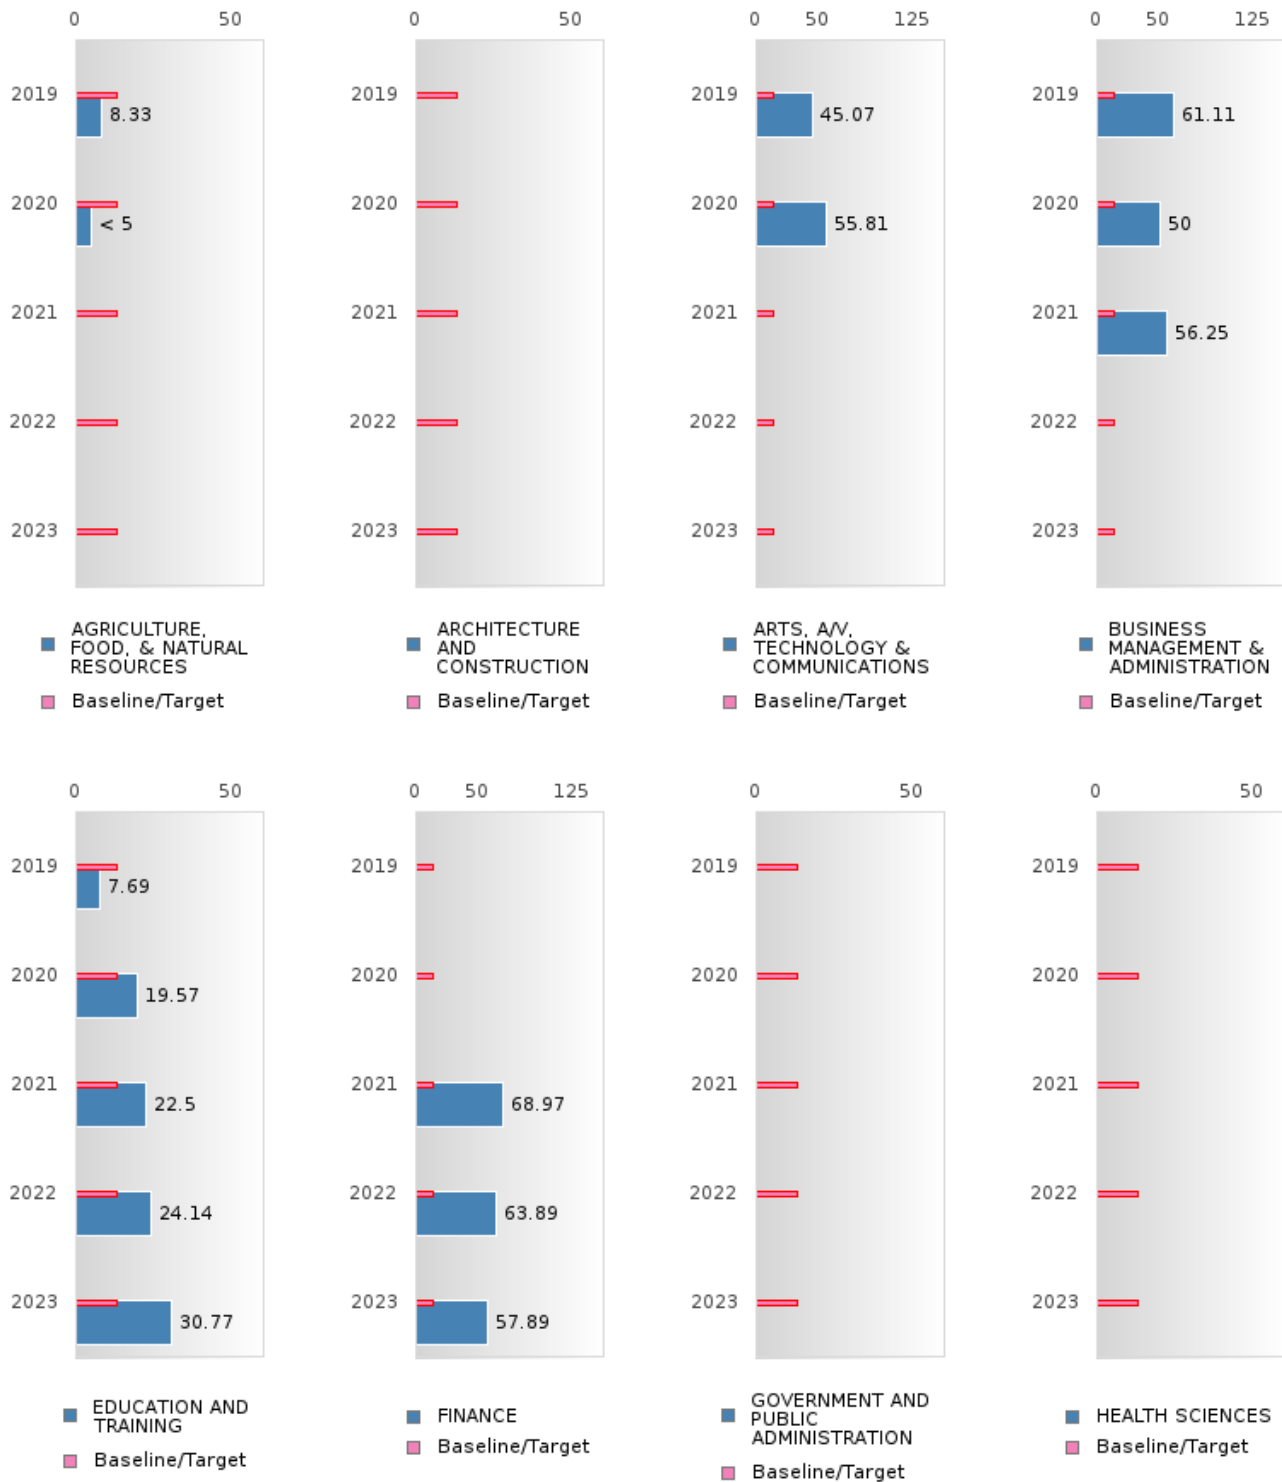 0 50
2019
8.33
2020
< 5
2021
2022
2023
AGRICULTURE,
FOOD, & NATURAL
RESOURCES
Baseline/Target
0 50
2019
2020
2021
2022
2023
ARCHITECTURE
AND
CONSTRUCTION
Baseline/Target
0 50 125
2019
45.07
2020
55.81
2021
2022
2023
ARTS, A/V,
TECHNOLOGY &
COMMUNICATIONS
Baseline/Target
0 50 125
2019
61.11
2020
50
2021
56.25
2022
2023
BUSINESS
MANAGEMENT &
ADMINISTRATION
Baseline/Target
0 50
2019
7.69
2020
19.57
2021
22.5
2022
24.14
2023
30.77
EDUCATION AND
TRAINING
Baseline/Target
0 50 125
2019
2020
2021
68.97
2022
63.89
2023
57.89
FINANCE
Baseline/Target
0 50
2019
2020
2021
2022
2023
GOVERNMENT AND
PUBLIC
ADMINISTRATION
Baseline/Target
0 50
2019
2020
2021
2022
2023
HEALTH SCIENCES
Baseline/Target